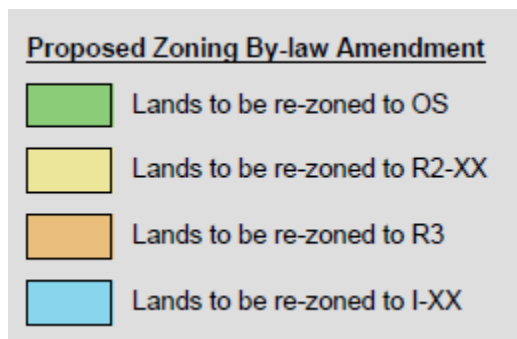 Proposed Zoning By-law Amendment
Lands to be re-zoned to OS
Lands to be re-zoned to R2-XX
Lands to be re-zoned to R3
Lands to be re-zoned to I-XX